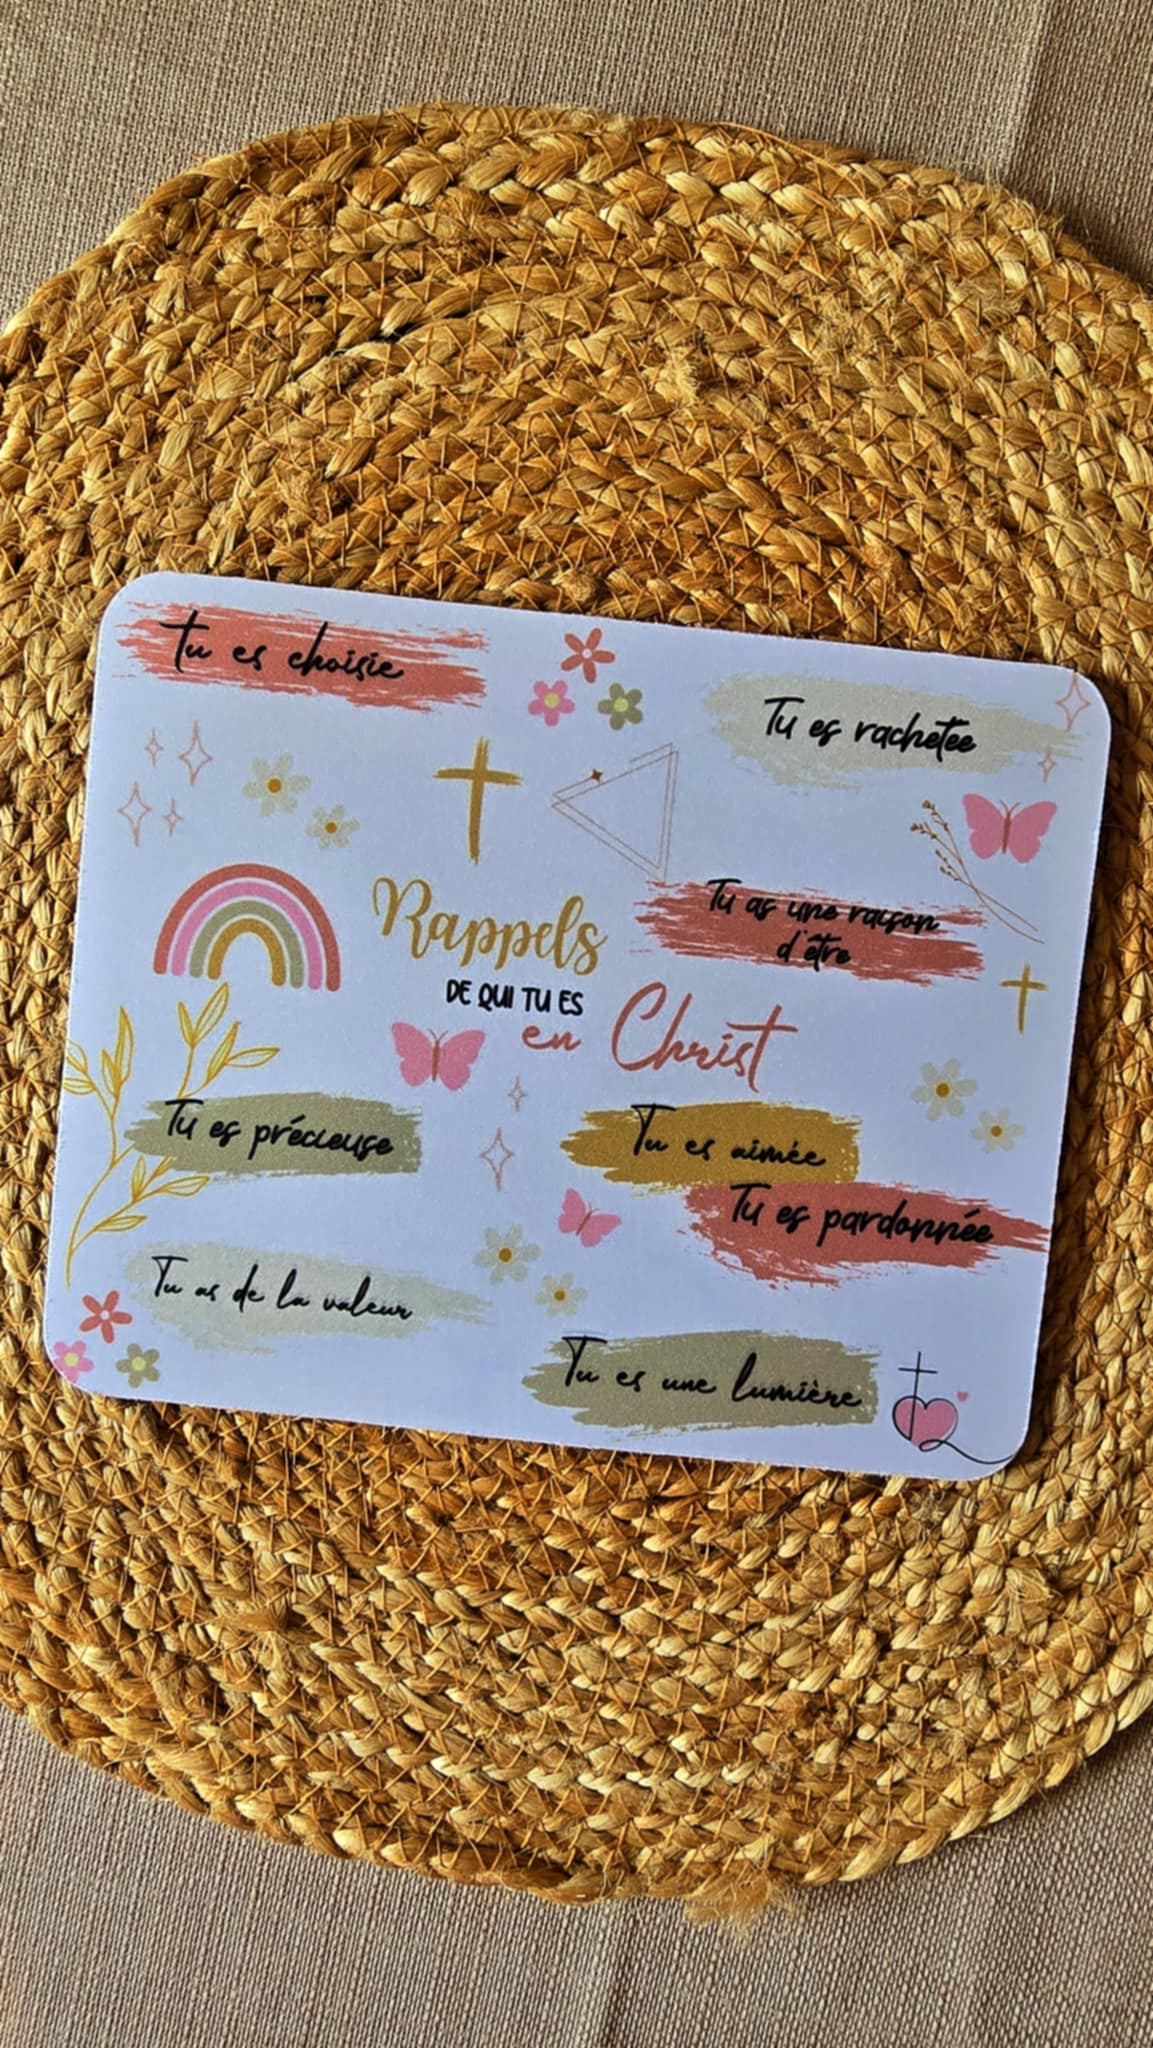 tu es choisie
Tu es rachetée
Rappels
DE QUI TU ES
en Christ
Tu as une raison
d'être
Tu es précieuse
Tu es aimée
Tu es pardonnée
Tu as de la valeur
Tu es une lumière